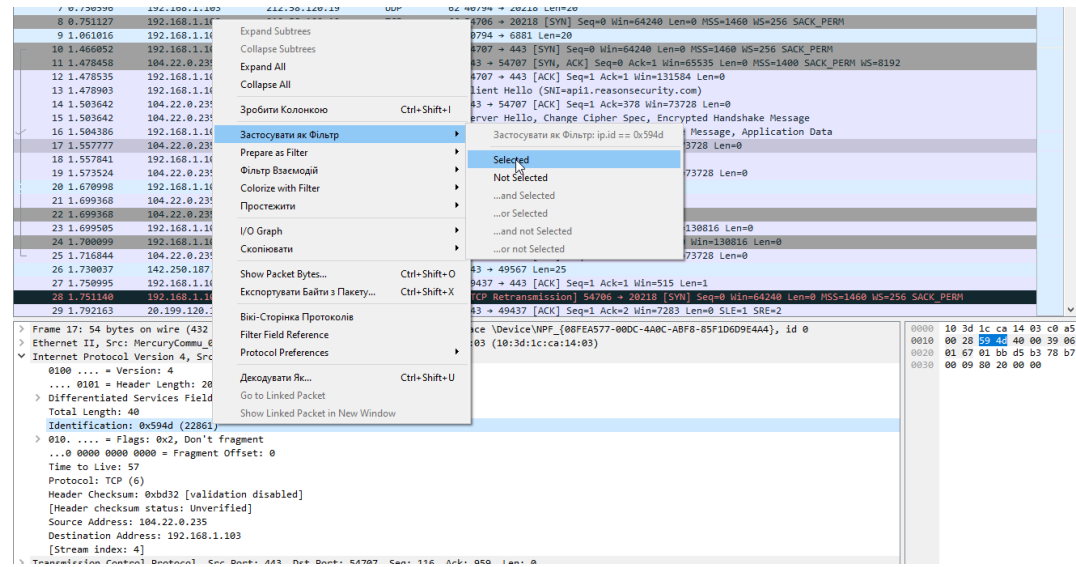 7 0.750596 192.168.1.103 212.58.120.19 UDP 62 40794 → 20218 Len=20
8 0.751127 192.168.1.10 4706 → 20218 [SYN] Seq=0 Win=64240 Len=0 MSS=1460 WS=256 SACK_PERM
9 1.061016 192.168.1.10 0794 → 6881 Len=20
10 1.466052 192.168.1.10 4707 → 443 [SYN] Seq=0 Win=64240 Len=0 MSS=1460 WS=256 SACK_PERM
11 1.478458 104.22.0.235 43 → 54707 [SYN, ACK] Seq=0 Ack=1 Win=65535 Len=0 MSS=1400 SACK_PERM WS=8192
12 1.478535 192.168.1.10 4707 → 443 [ACK] Seq=1 Ack=1 Win=131584 Len=0
13 1.478903 192.168.1.10 lient Hello (SNI=api1.reasonsecurity.com)
14 1.503642 104.22.0.235 43 → 54707 [ACK] Seq=1 Ack=378 Win=73728 Len=0
15 1.503642 104.22.0.235 erver Hello, Change Cipher Spec, Encrypted Handshake Message
16 1.504386 192.168.1.10 Message, Application Data
17 1.557777 104.22.0.235 3728 Len=0
18 1.557841 192.168.1.10
19 1.573524 104.22.0.235 73728 Len=0
20 1.670998 192.168.1.10
21 1.699368 104.22.0.235
22 1.699368 104.22.0.235
23 1.699505 192.168.1.10 130816 Len=0
24 1.700099 192.168.1.10 Win=130816 Len=0
25 1.716844 104.22.0.235 73728 Len=0
26 1.730037 142.250.187. 43 → 49567 Len=25
27 1.750995 192.168.1.10 9437 → 443 [ACK] Seq=1 Ack=1 Win=515 Len=1
28 1.751140 192.168.1.10 TCP Retransmission] 54706 → 20218 [SYN] Seq=0 Win=64240 Len=0 MSS=1460 WS=256 SACK_PERM
29 1.792163 20.199.120.1 43 → 49437 [ACK] Seq=1 Ack=2 Win=7283 Len=0 SLE=1 SRE=2
Expand Subtrees
Collapse Subtrees
Expand All
Collapse All
Зробити Колонкою Ctrl+Shift+I
Застосувати як Фільтр
Prepare as Filter
Фільтр Взаємодій
Colorize with Filter
Простежити
I/O Graph
Скопіювати
Show Packet Bytes... Ctrl+Shift+O
Експортувати Байти з Пакету... Ctrl+Shift+X
Вікі-Сторінка Протоколів
Filter Field Reference
Protocol Preferences
Декодувати Як... Ctrl+Shift+U
Go to Linked Packet
Show Linked Packet in New Window
Застосувати як Фільтр: ip.id == 0x594d
Selected
Not Selected
...and Selected
...or Selected
...and not Selected
...or not Selected
Frame 17: 54 bytes on wire (432 ace \Device\NPF_{08FEA577-00DC-4A0C-ABF8-85F1D6D9E4A4}, id 0
Ethernet II, Src: MercuryCommu_0 :03 (10:3d:1c:ca:14:03)
Internet Protocol Version 4, Src
0100 .... = Version: 4
.... 0101 = Header Length: 20
Differentiated Services Field
Total Length: 40
Identification: 0x594d (22861)
010. .... = Flags: 0x2, Don't fragment
...0 0000 0000 0000 = Fragment Offset: 0
Time to Live: 57
Protocol: TCP (6)
Header Checksum: 0xbd32 [validation disabled]
[Header checksum status: Unverified]
Source Address: 104.22.0.235
Destination Address: 192.168.1.103
[Stream index: 4]
Transmission Control Protocol, Src Port: 443, Dst Port: 54707, Seq: 116, Ack: 959, Len: 0
0000 10 3d 1c ca 14 03 c0 a5
0010 00 28 59 4d 40 00 39 06
0020 01 67 01 bb d5 b3 78 b7
0030 00 09 80 20 00 00